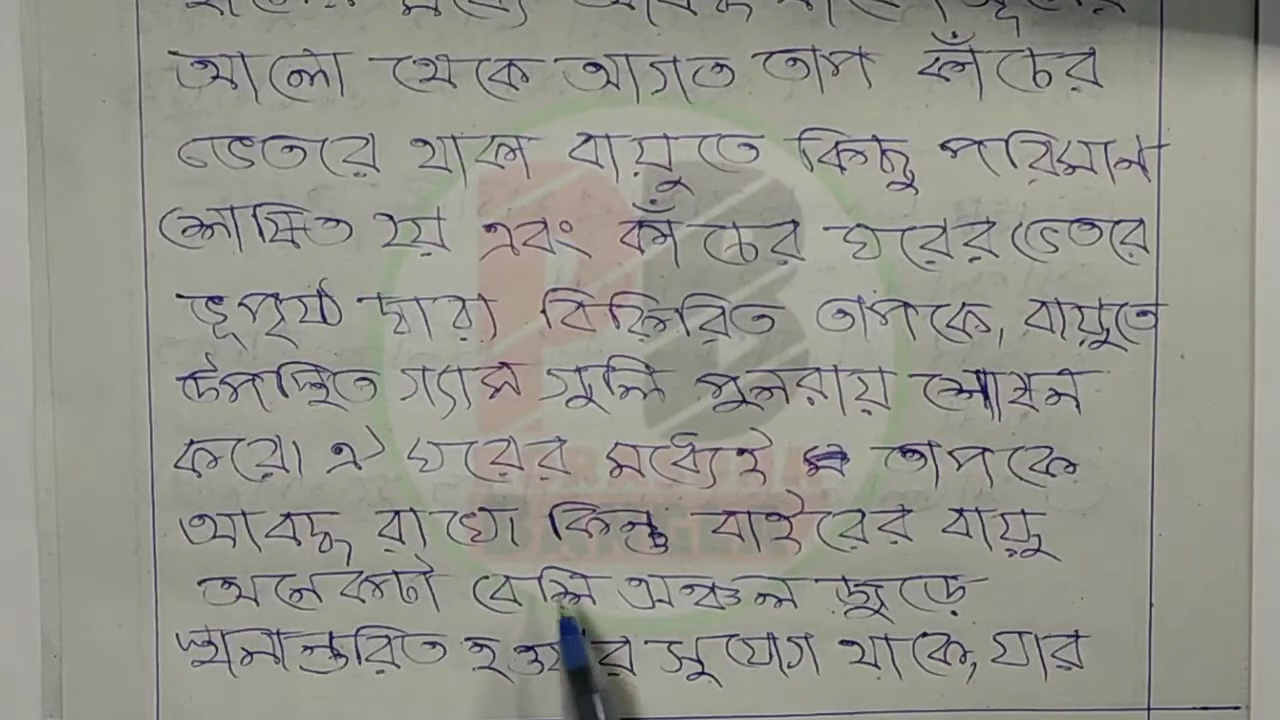 আলো থেকে আগত তাপ কাঁচের
ভেতরে থাকা বায়ুতে কিছু পরিমান
শোষিত হয় এবং কাঁচের ঘরের ভেতরে
ভূপৃষ্ঠ দ্বারা বিকিরিত তাপকে, বায়ুতে
উপস্থিত গ্যাস গুলি পুনরায় শোষন
করে। ঐ ঘরের মধ্যেই তাপকে
আবদ্ধ রাখে। কিন্তু বাইরের বায়ু
অনেকটা বেশি অঞ্চল জুড়ে
স্থানান্তরিত হওয়ার সুযোগ থাকে, যার